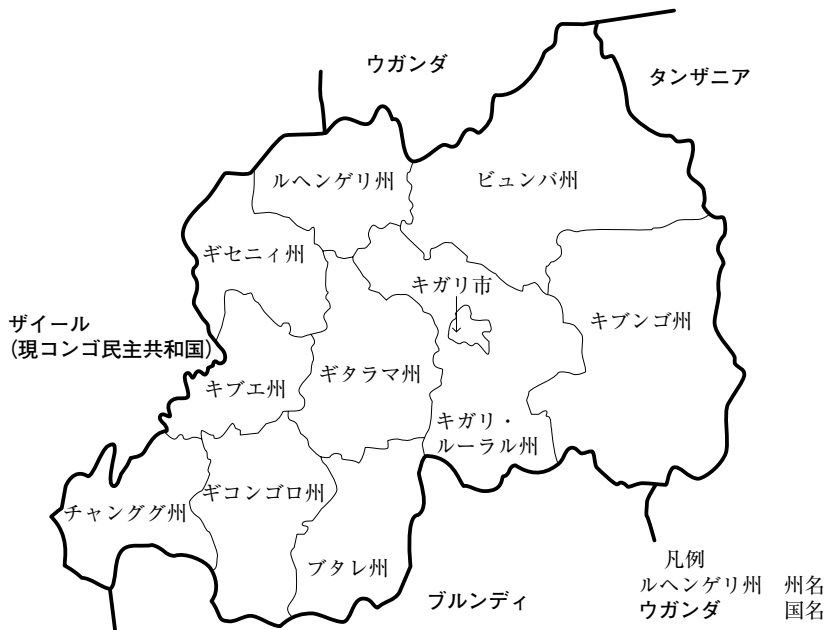 ウガンダ
タンザニア
ルヘンゲリ州
ビュンバ州
ギセニィ州
キガリ市
ザイール
(現コンゴ民主共和国)
キブンゴ州
ギタラマ州
キブエ州
キガリ・
ルーラル州
ギコンゴロ州
チャンググ州
ブタレ州
ブルンディ
凡例
ルヘンゲリ州 州名
ウガンダ 国名